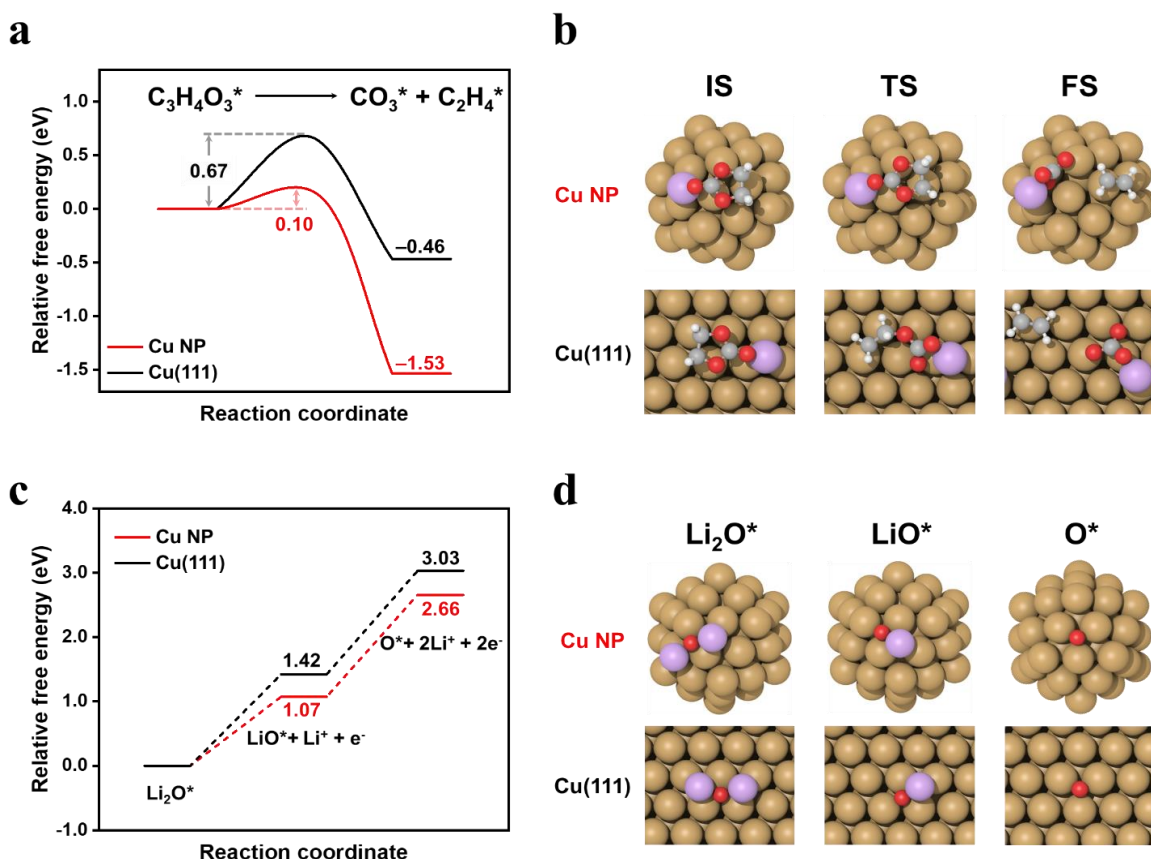 a
C₃H₄O₃* ⟶ CO₃* + C₂H₄*
Relative free energy (eV)
1.0
0.5
0.0
-0.5
-1.0
-1.5
0.67
0.10
–0.46
–1.53
Cu NP
Cu(111)
Reaction coordinate
b
IS TS FS
Cu NP
Cu(111)
c
Relative free energy (eV)
4.0
3.0
2.0
1.0
0.0
-1.0
Cu NP
Cu(111)
3.03
2.66
O*+ 2Li⁺ + 2e⁻
1.42
1.07
LiO*+ Li⁺ + e⁻
Li₂O*
Reaction coordinate
d
Li₂O* LiO* O*
Cu NP
Cu(111)